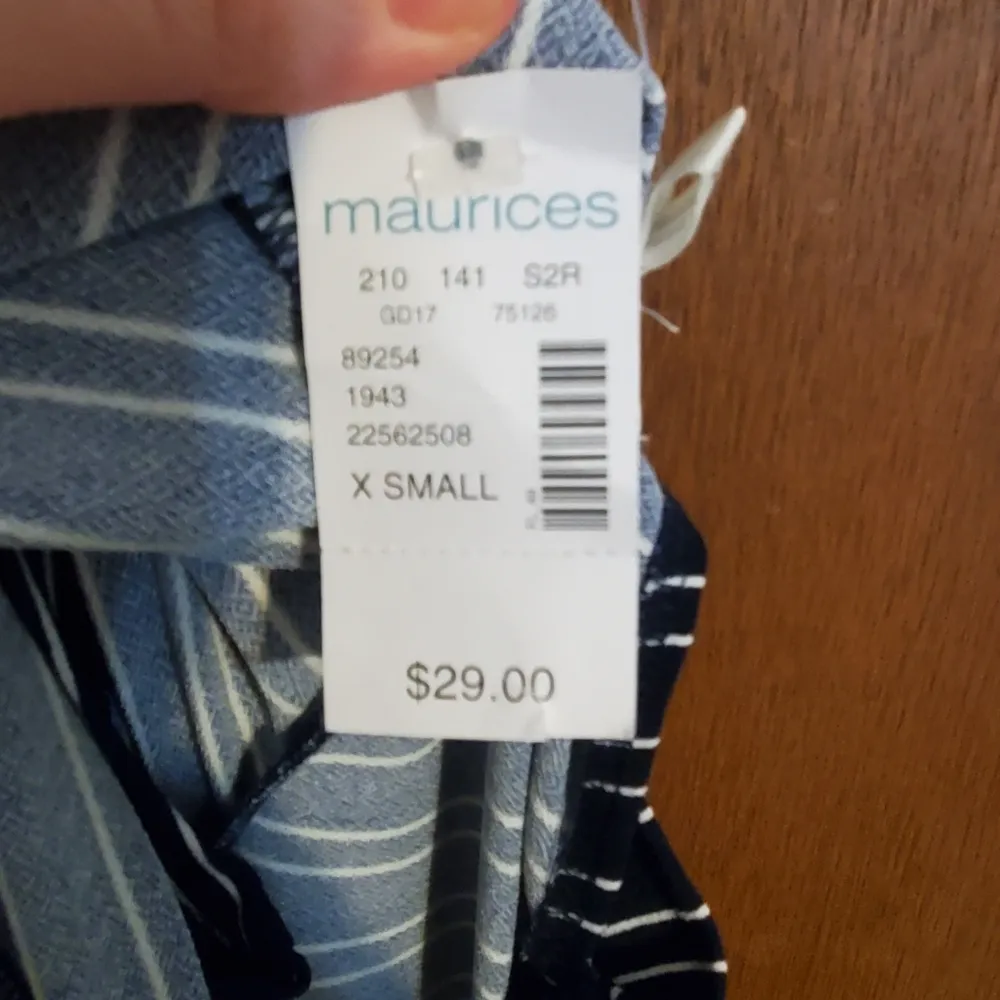 maurices
210 141 S2R
GD17 75126
89254
1943
22562508
X SMALL
$29.00